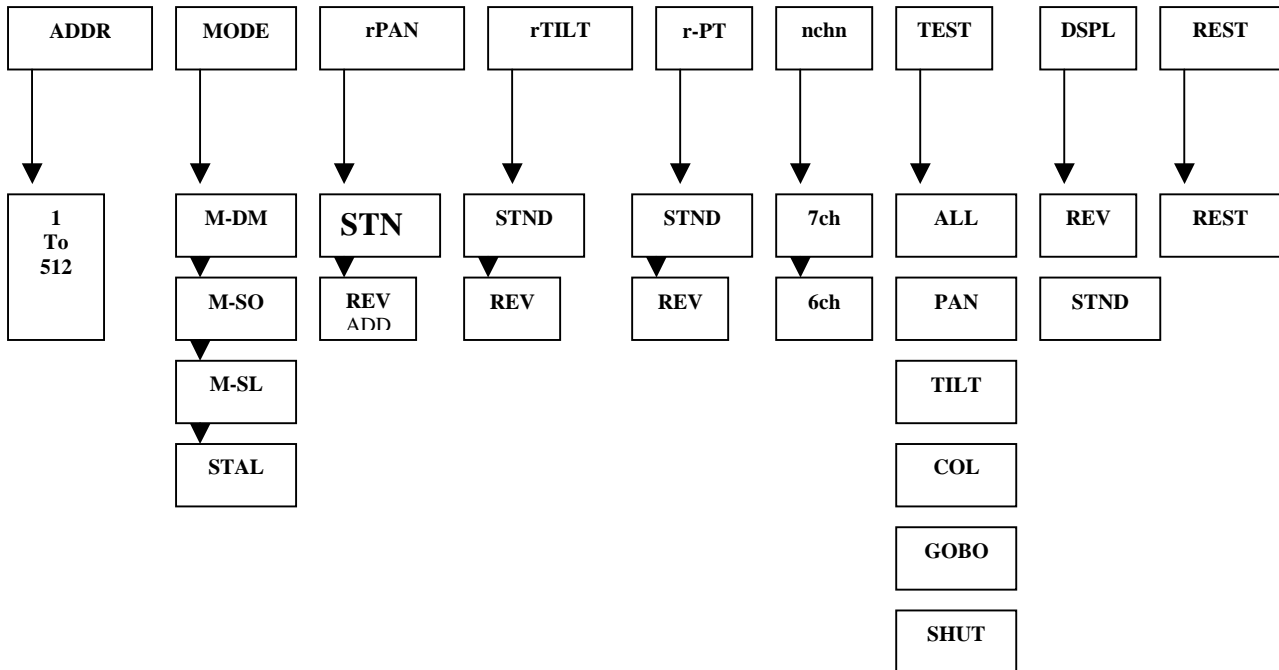 ADDR
MODE
rPAN
rTILT
r-PT
nchn
TEST
DSPL
REST
1
To
512
M-DM
STN
STND
STND
7ch
ALL
REV
REST
M-SO
REV
ADD
REV
REV
6ch
PAN
STND
M-SL
TILT
STAL
COL
GOBO
SHUT